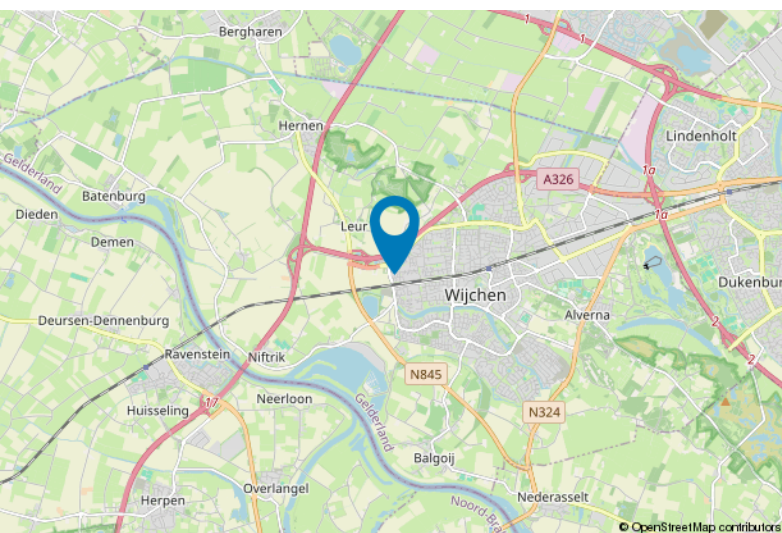 Bergharen
1
1
Hernen
Lindenholt
Gelderland
1a
A326
Batenburg
1a
Dieden
Leur
Demen
Dukenbur
Wijchen
Alverna
Deursen-Dennenburg
2
Ravenstein
Niftrik
2
N845
Neerloon
17
Huisseling
Gelderland
N324
Balgoij
Overlangel
Nederasselt
Herpen
Noord-Bra
© OpenStreetMap contributors